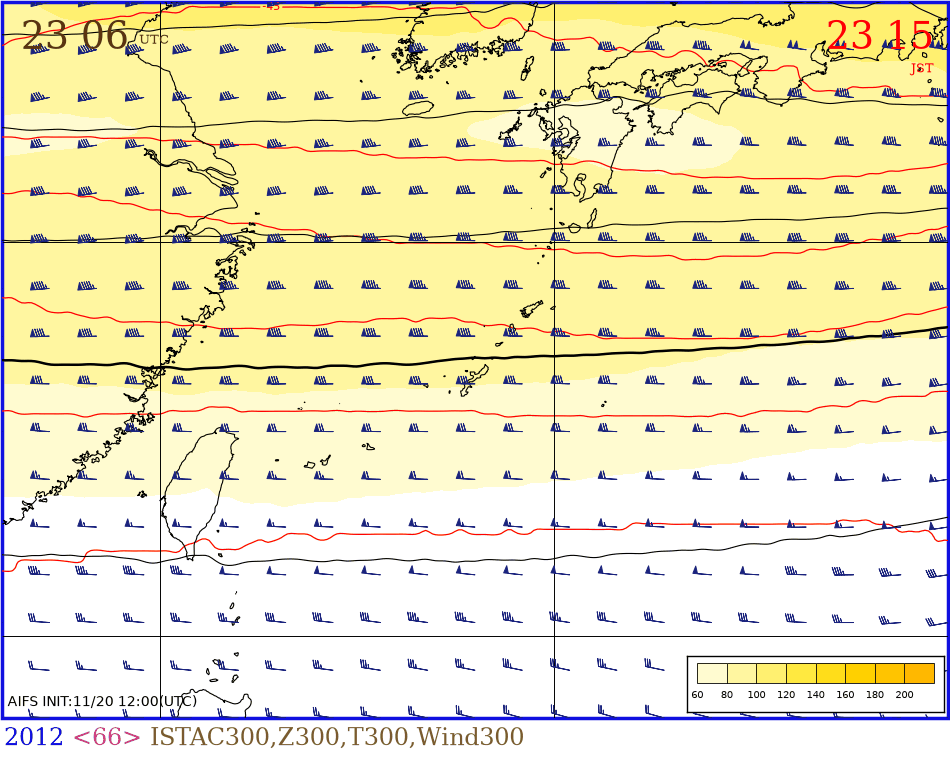 -45
23 06 UTC
23 15
JST
60 80 100 120 140 160 180 200
AIFS INIT:11/20 12:00(UTC)
2012 <66> ISTAC300,Z300,T300,Wind300